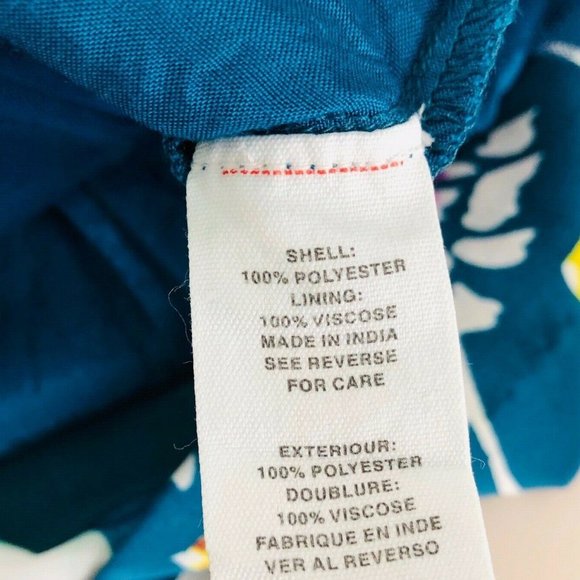 SHELL:
100% POLYESTER
LINING:
100% VISCOSE
MADE IN INDIA
SEE REVERSE
FOR CARE
EXTERIOUR:
100% POLYESTER
DOUBLURE:
100% VISCOSE
FABRIQUE EN INDE
VER AL REVERSO